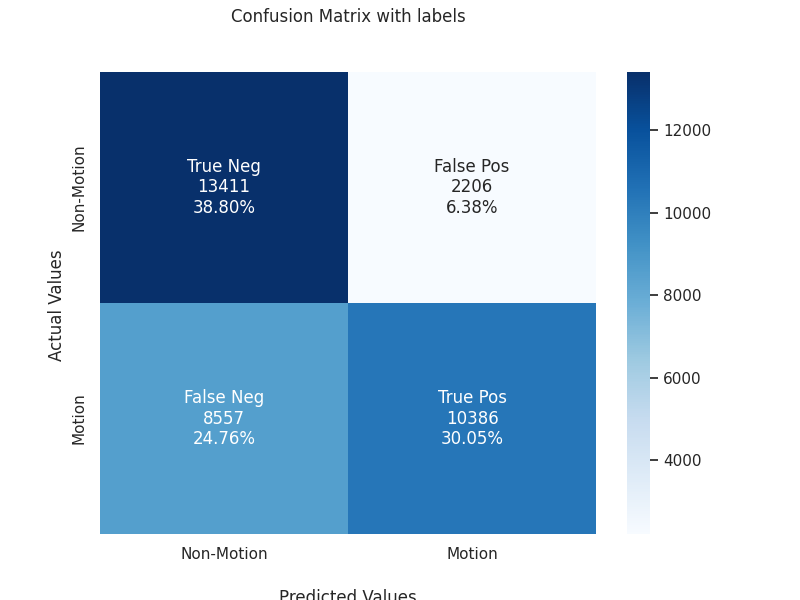 Confusion Matrix with labels
Non-Motion
True Neg
13411
38.80%
False Pos
2206
6.38%
Actual Values
Motion
False Neg
8557
24.76%
True Pos
10386
30.05%
Non-Motion
Motion
Predicted Values
12000
10000
8000
6000
4000